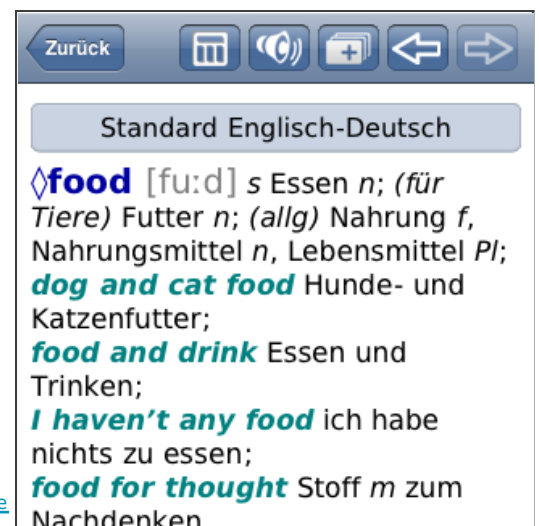 Zurück
Standard Englisch-Deutsch
◊food [fuːd] s Essen n; (für
Tiere) Futter n; (allg) Nahrung f,
Nahrungsmittel n, Lebensmittel Pl;
dog and cat food Hunde- und
Katzenfutter;
food and drink Essen und
Trinken;
I haven’t any food ich habe
nichts zu essen;
food for thought Stoff m zum
Nachdenken
e